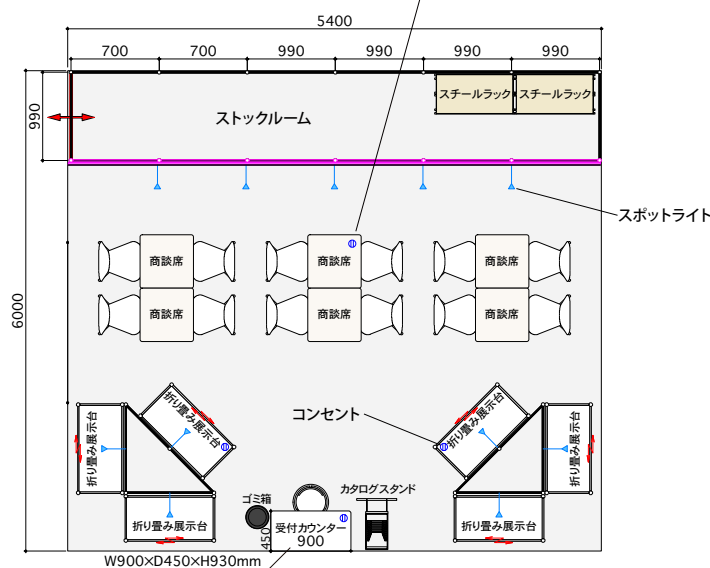 5400
700
700
990
990
990
990
6000
990
ストックルーム
スチールラック
スチールラック
スポットライト
商談席
商談席
商談席
商談席
商談席
商談席
折り畳み展示台
折り畳み展示台
コンセント
折り畳み展示台
折り畳み展示台
折り畳み展示台
ゴミ箱
カタログスタンド
450
受付カウンター
900
折り畳み展示台
W900×D450×H930mm